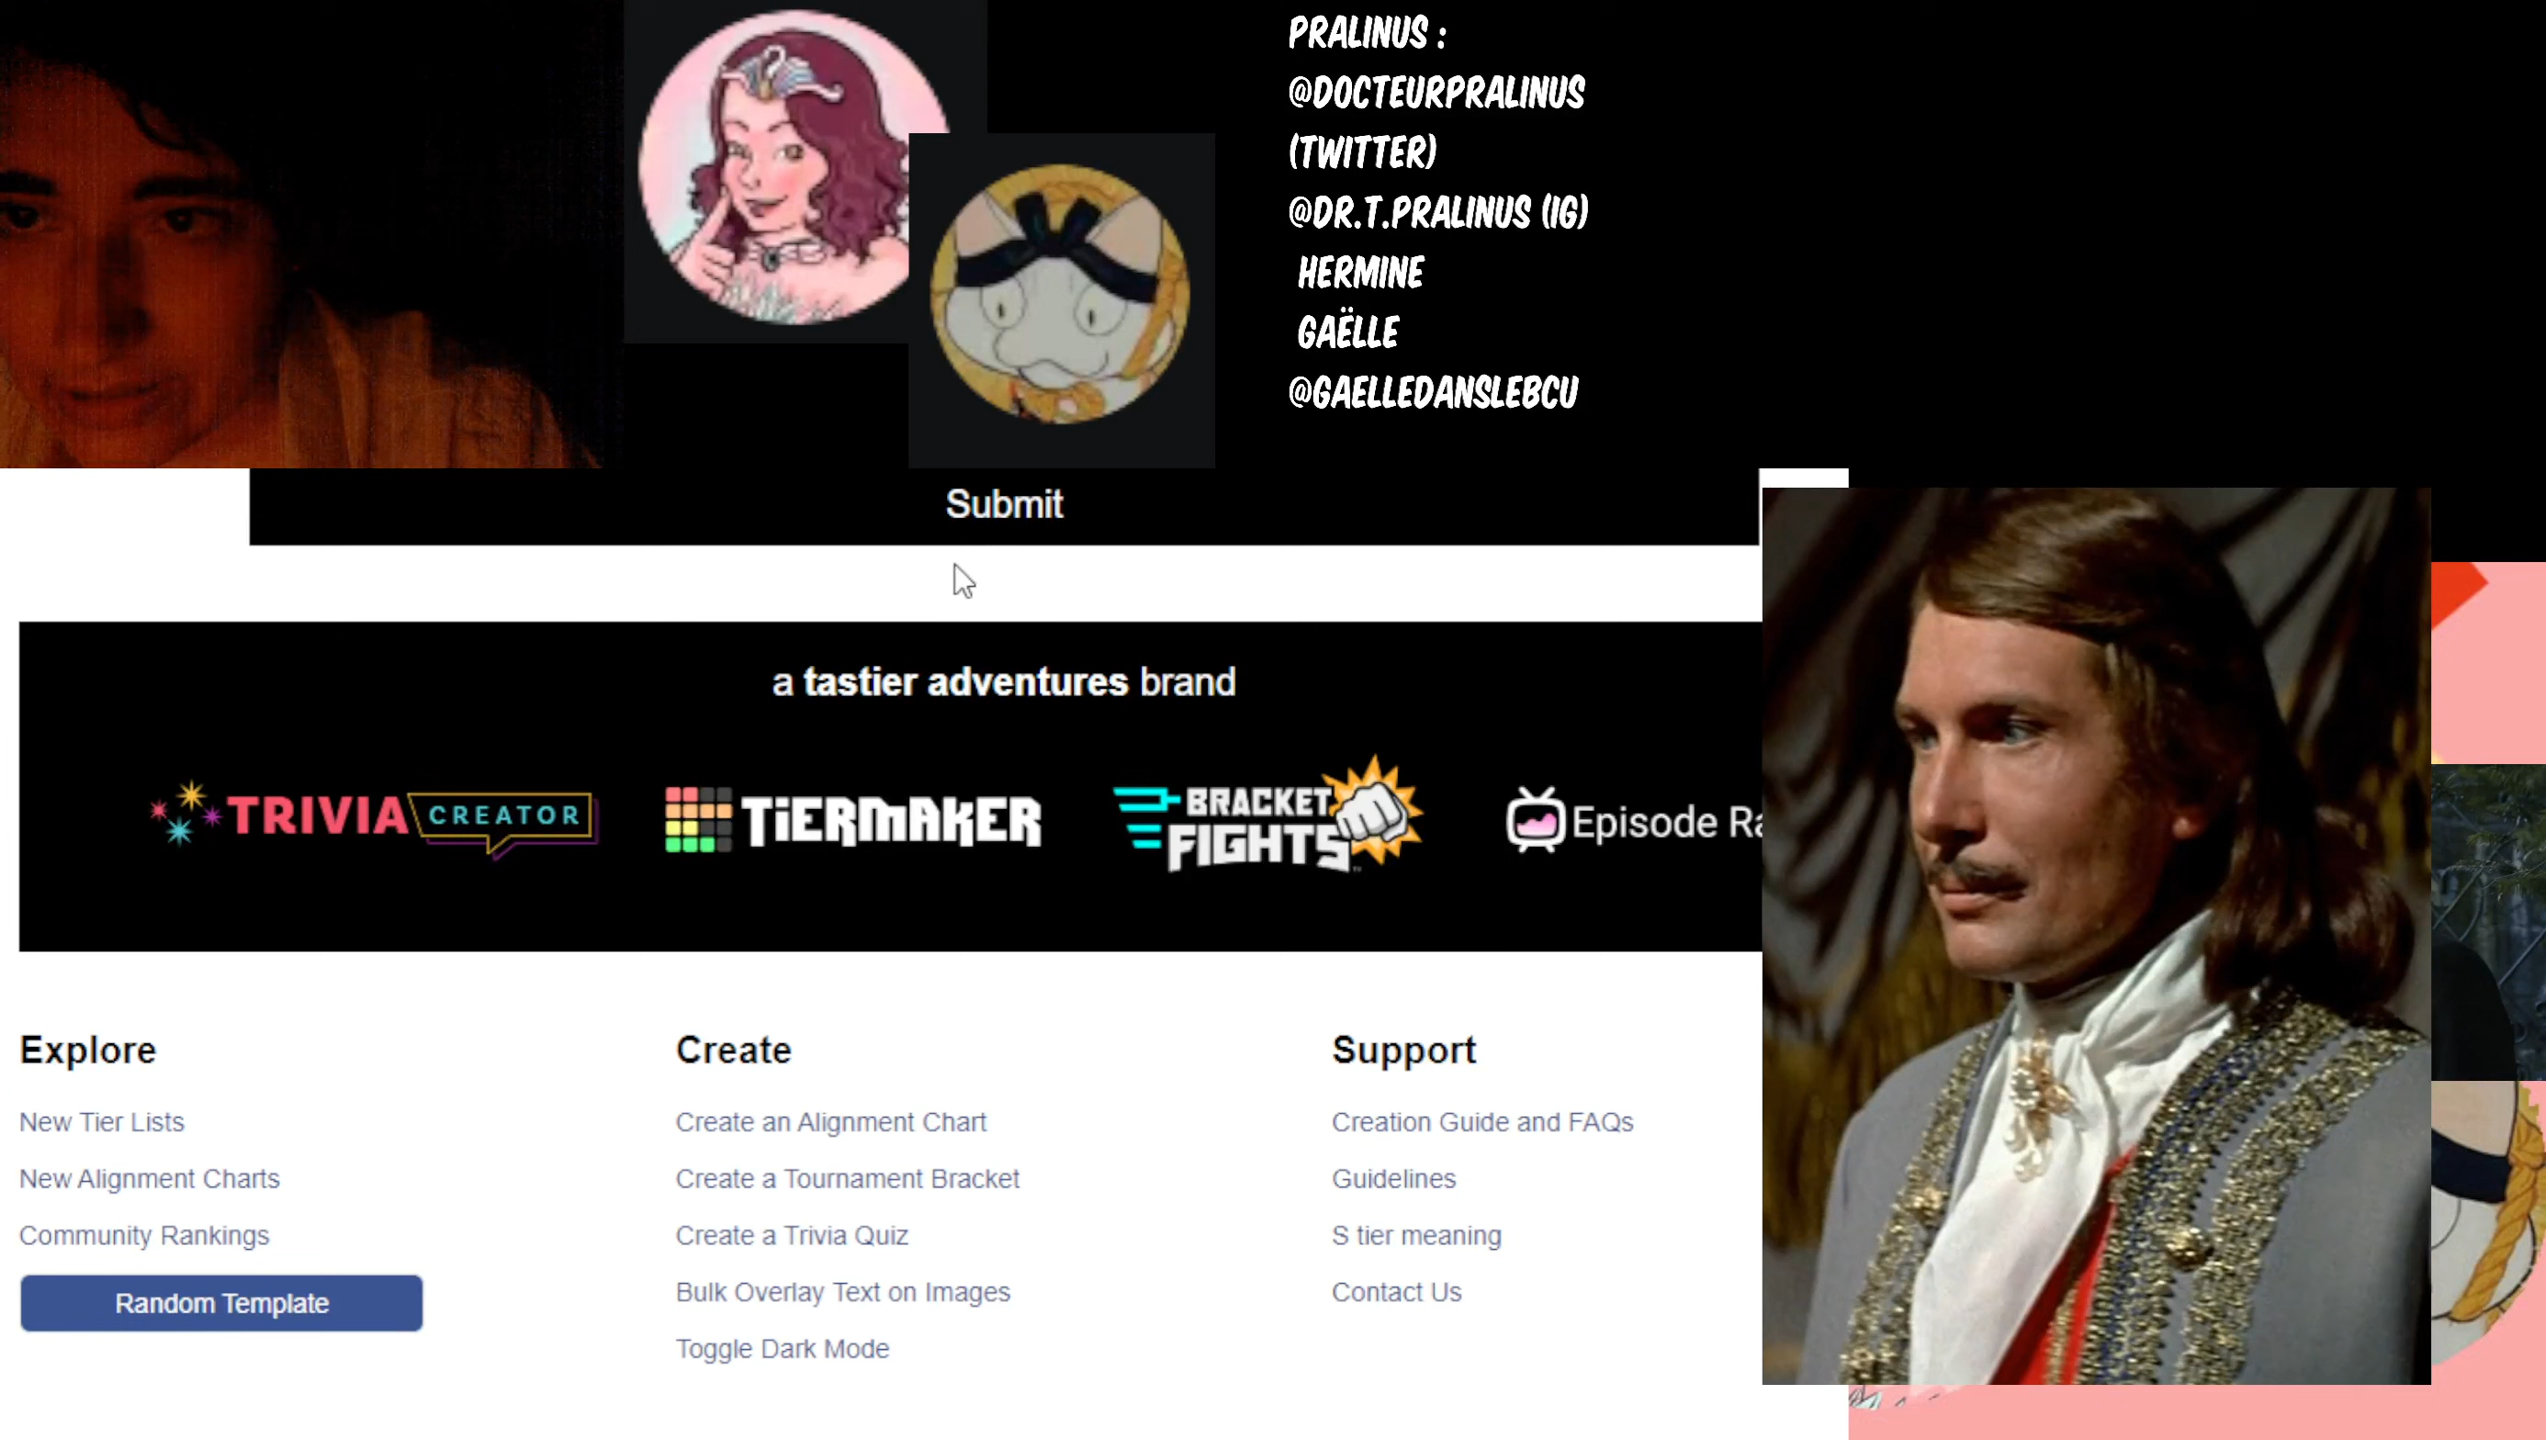 PRALINUS :
@DOCTEURPRALINUS
(TWITTER)
@DR.T.PRALINUS (IG)
HERMINE
GAËLLE
@GAELLEDANSLEBCU
Submit
a tastier adventures brand
TRIVIA CREATOR
TiERMAKER
BRACKET
FIGHTS
Episode
Explore
New Tier Lists
New Alignment Charts
Community Rankings
Random Template
Create
Create an Alignment Chart
Create a Tournament Bracket
Create a Trivia Quiz
Bulk Overlay Text on Images
Toggle Dark Mode
Support
Creation Guide and FAQs
Guidelines
S tier meaning
Contact Us